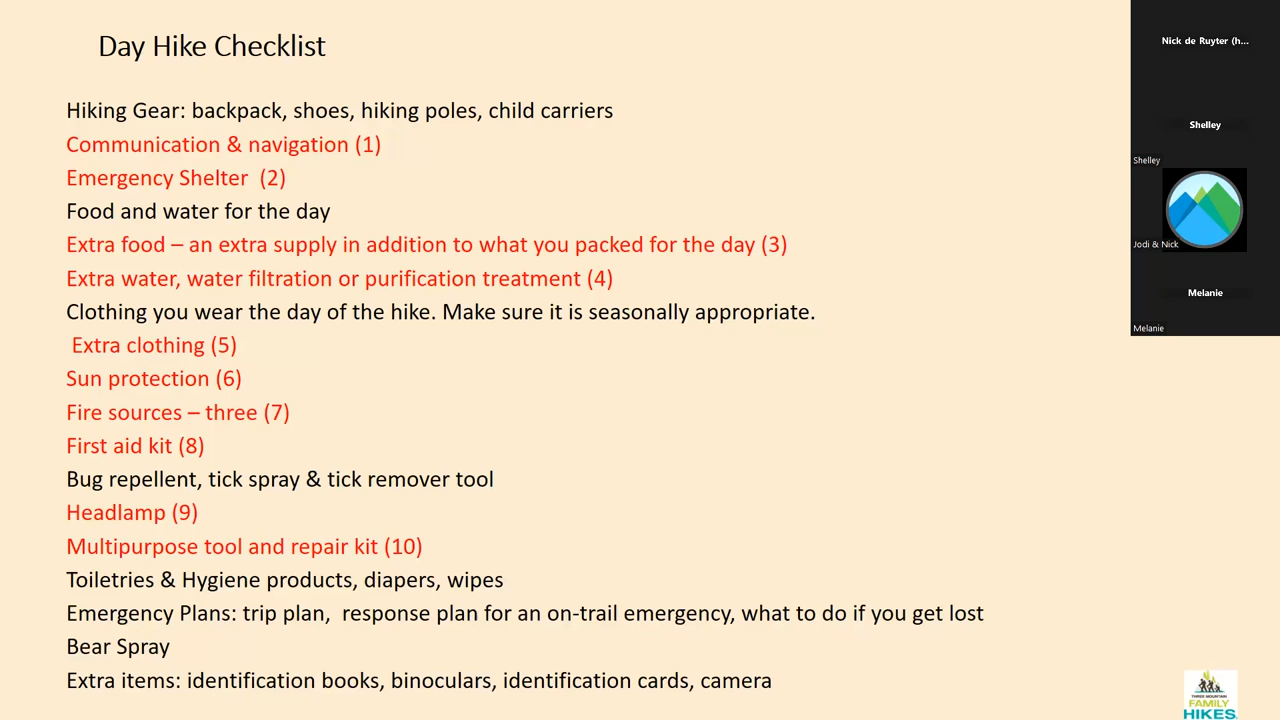 Day Hike Checklist
Hiking Gear: backpack, shoes, hiking poles, child carriers
Communication & navigation (1)
Emergency Shelter  (2)
Food and water for the day
Extra food – an extra supply in addition to what you packed for the day (3)
Extra water, water filtration or purification treatment (4)
Clothing you wear the day of the hike. Make sure it is seasonally appropriate.
Extra clothing (5)
Sun protection (6)
Fire sources – three (7)
First aid kit (8)
Bug repellent, tick spray & tick remover tool
Headlamp (9)
Multipurpose tool and repair kit (10)
Toiletries & Hygiene products, diapers, wipes
Emergency Plans: trip plan,  response plan for an on-trail emergency, what to do if you get lost
Bear Spray
Extra items: identification books, binoculars, identification cards, camera
Nick de Ruyter (h...
Shelley
Shelley
Jodi & Nick
Melanie
Melanie
THREE MOUNTAIN
FAMILY
HIKES